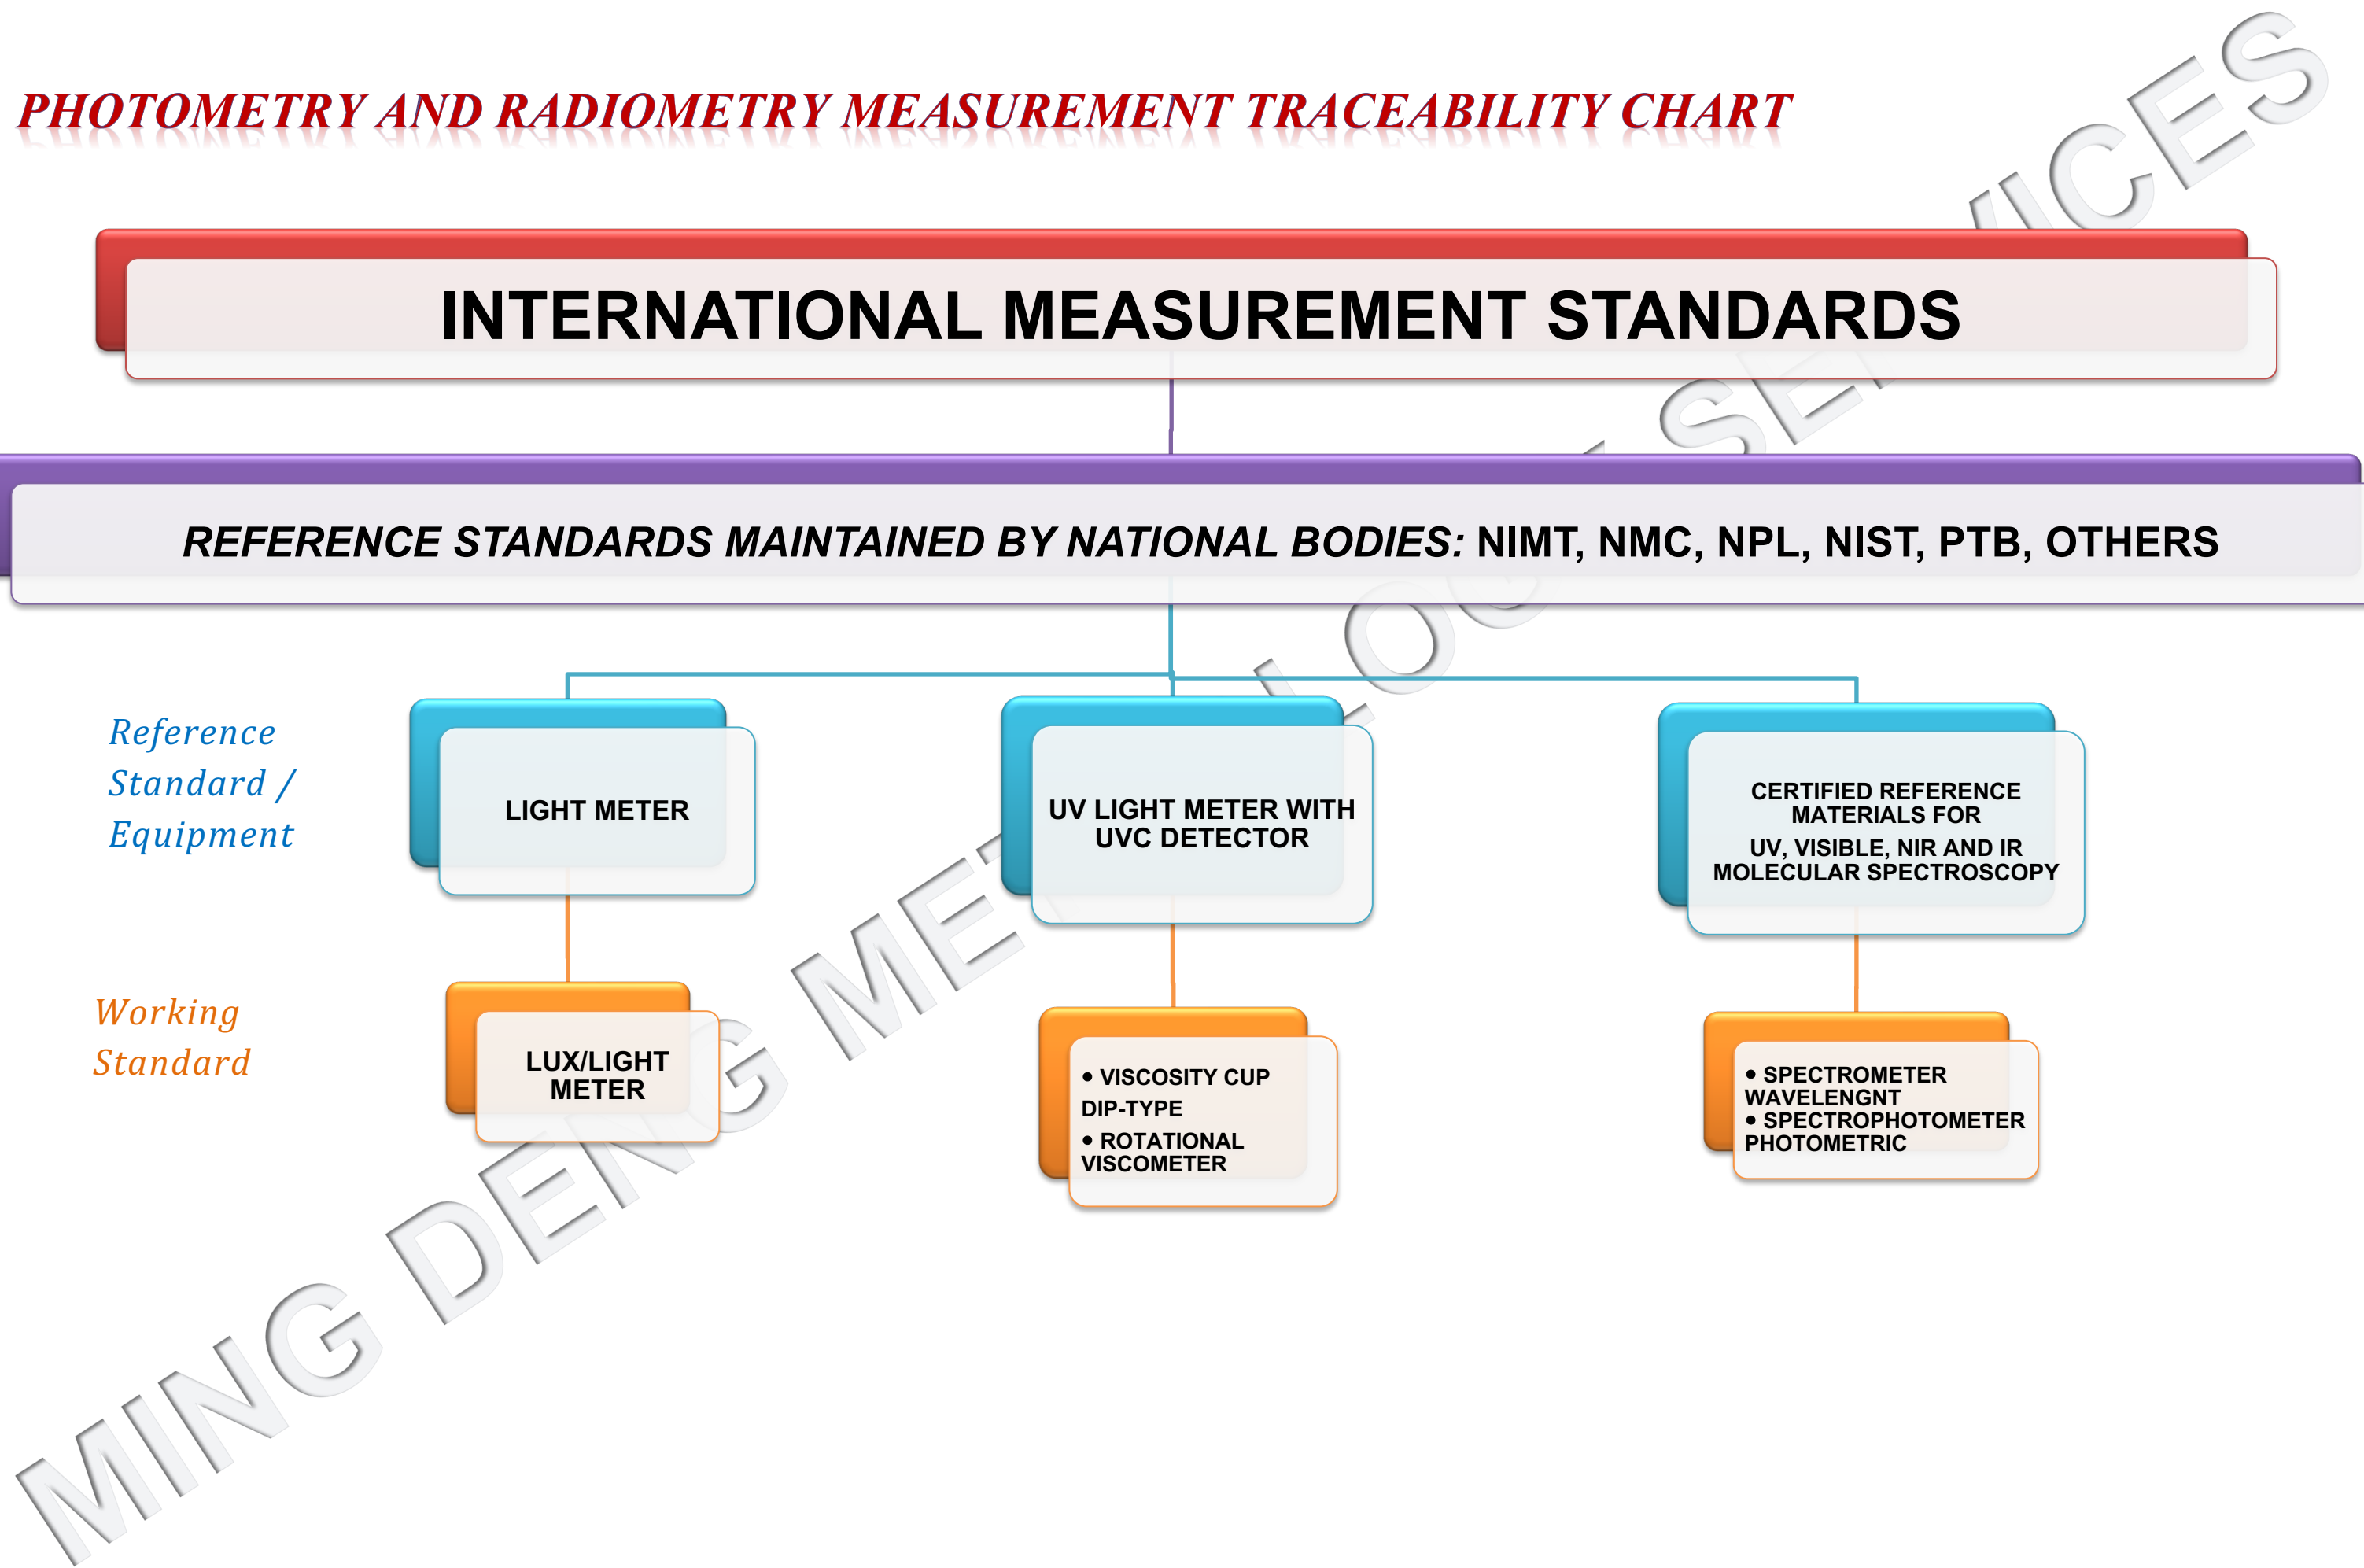 PHOTOMETRY AND RADIOMETRY MEASUREMENT TRACEABILITY CHART
INTERNATIONAL MEASUREMENT STANDARDS
REFERENCE STANDARDS MAINTAINED BY NATIONAL BODIES: NIMT, NMC, NPL, NIST, PTB, OTHERS
Reference
Standard /
Equipment
LIGHT METER
UV LIGHT METER WITH
UVC DETECTOR
CERTIFIED REFERENCE
MATERIALS FOR
UV, VISIBLE, NIR AND IR
MOLECULAR SPECTROSCOPY
Working
Standard
LUX/LIGHT
METER
• VISCOSITY CUP
DIP-TYPE
• ROTATIONAL
VISCOMETER
• SPECTROMETER
WAVELENGNT
• SPECTROPHOTOMETER
PHOTOMETRIC
MING DENG